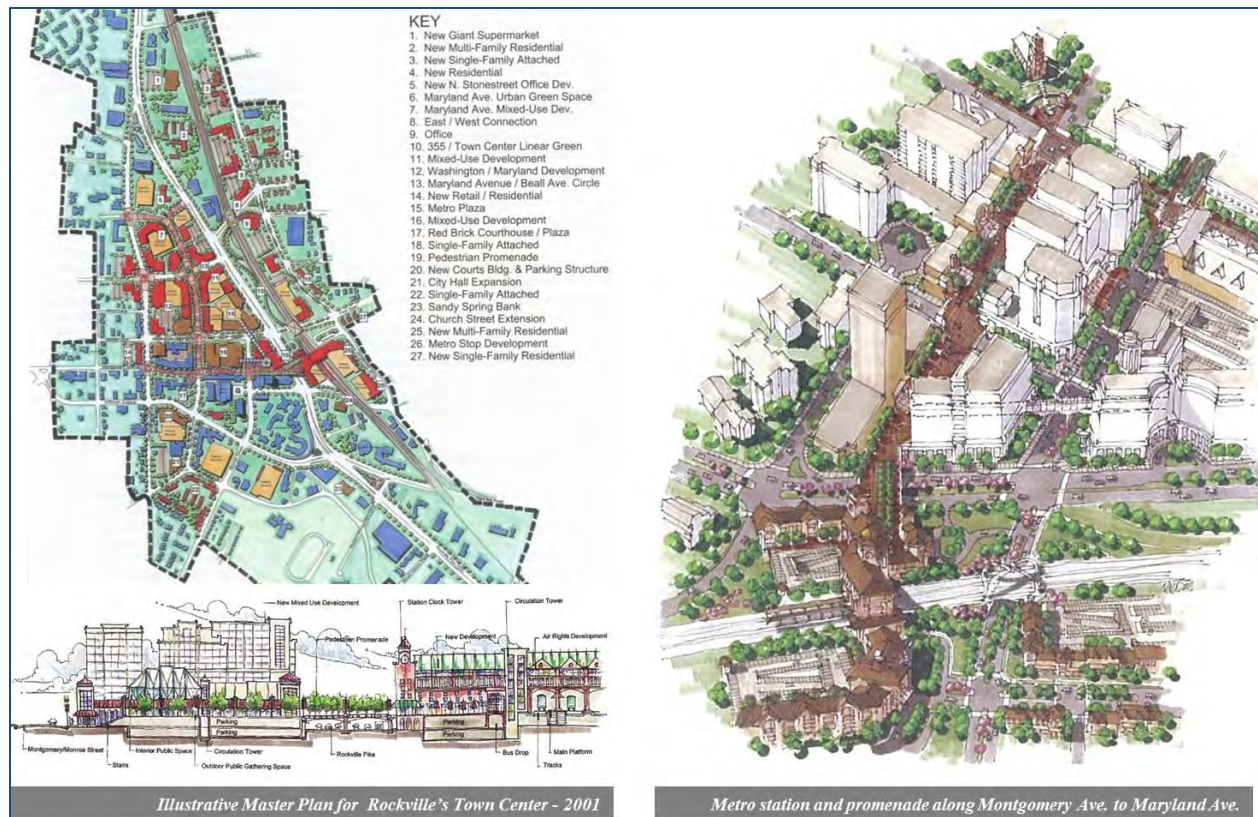 KEY
1. New Giant Supermarket
2. New Multi-Family Residential
3. New Single-Family Attached
4. New Residential
5. New N. Stonestreet Office Dev.
6. Maryland Ave. Urban Green Space
7. Maryland Ave. Mixed-Use Dev.
8. East / West Connection
9. Office
10. 355 / Town Center Linear Green
11. Mixed-Use Development
12. Washington / Maryland Development
13. Maryland Avenue / Beall Ave. Circle
14. New Retail / Residential
15. Metro Plaza
16. Mixed-Use Development
17. Red Brick Courthouse / Plaza
18. Single-Family Attached
19. Pedestrian Promenade
20. New Courts Bldg. & Parking Structure
21. City Hall Expansion
22. Single-Family Attached
23. Sandy Spring Bank
24. Church Street Extension
25. New Multi-Family Residential
26. Metro Stop Development
27. New Single-Family Residential
New Mixed Use Development
Station Clock Tower
Circulation Tower
Pedestrian Promenade
New Development
Air Rights Development
Parking
Parking
Parking
Parking
Montgomery/Monroe Street
Interior Public Space
Circulation Tower
Rockville Pike
Bus Drop
Main Platform
Stairs
Outdoor Public Gathering Space
Tracks
Illustrative Master Plan for Rockville's Town Center - 2001
Metro station and promenade along Montgomery Ave. to Maryland Ave.